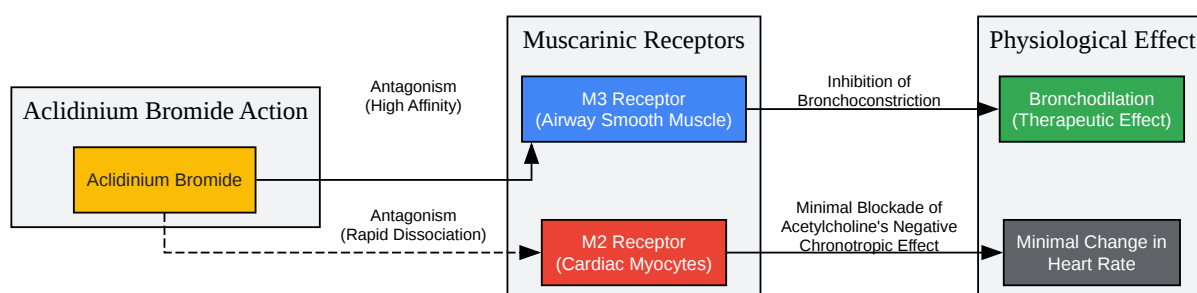 Aclidinium Bromide Action
Aclidinium Bromide
Antagonism
(High Affinity)
Antagonism
(Rapid Dissociation)
Muscarinic Receptors
M3 Receptor
(Airway Smooth Muscle)
M2 Receptor
(Cardiac Myocytes)
Inhibition of
Bronchoconstriction
Minimal Blockade of
Acetylcholine's Negative
Chronotropic Effect
Physiological Effect
Bronchodilation
(Therapeutic Effect)
Minimal Change in
Heart Rate